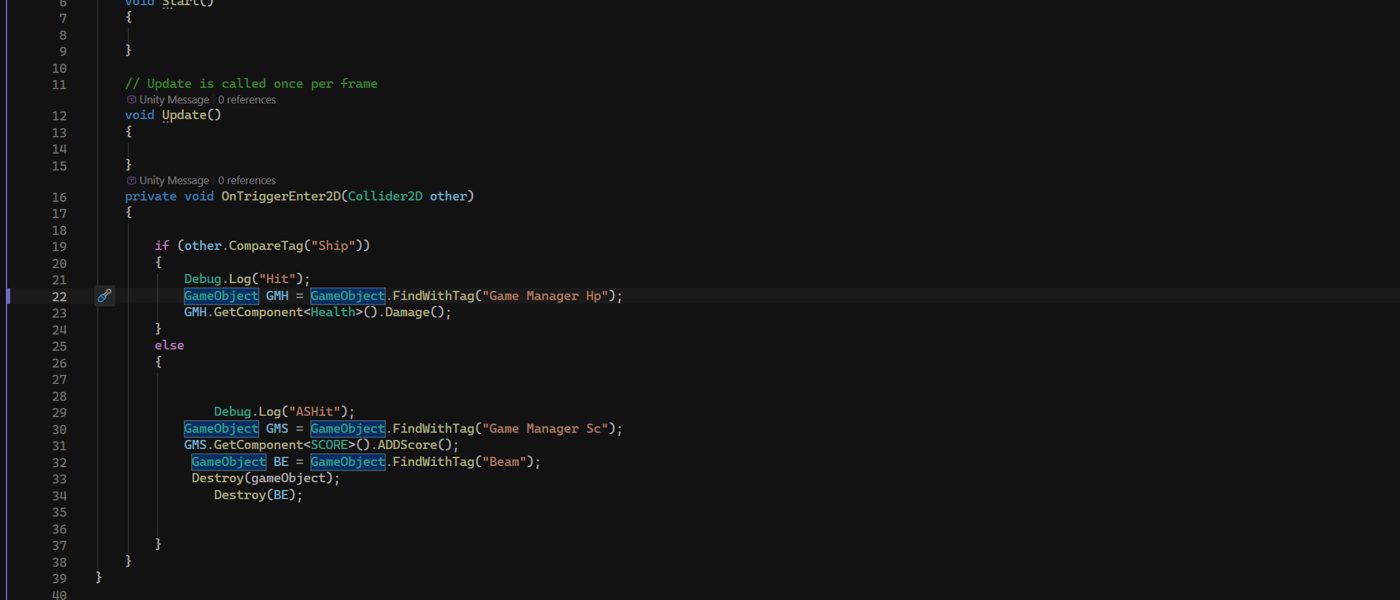 6 void Start()
7 {
8
9 }
10
11 // Update is called once per frame
Unity Message | 0 references
12 void Update()
13 {
14
15 }
Unity Message | 0 references
16 private void OnTriggerEnter2D(Collider2D other)
17 {
18
19 if (other.CompareTag("Ship"))
20 {
21 Debug.Log("Hit");
22 GameObject GMH = GameObject.FindWithTag("Game Manager Hp");
23 GMH.GetComponent<Health>().Damage();
24 }
25 else
26 {
27
28
29 Debug.Log("ASHit");
30 GameObject GMS = GameObject.FindWithTag("Game Manager Sc");
31 GMS.GetComponent<SCORE>().ADDScore();
32 GameObject BE = GameObject.FindWithTag("Beam");
33 Destroy(gameObject);
34 Destroy(BE);
35
36
37 }
38 }
39 }
40